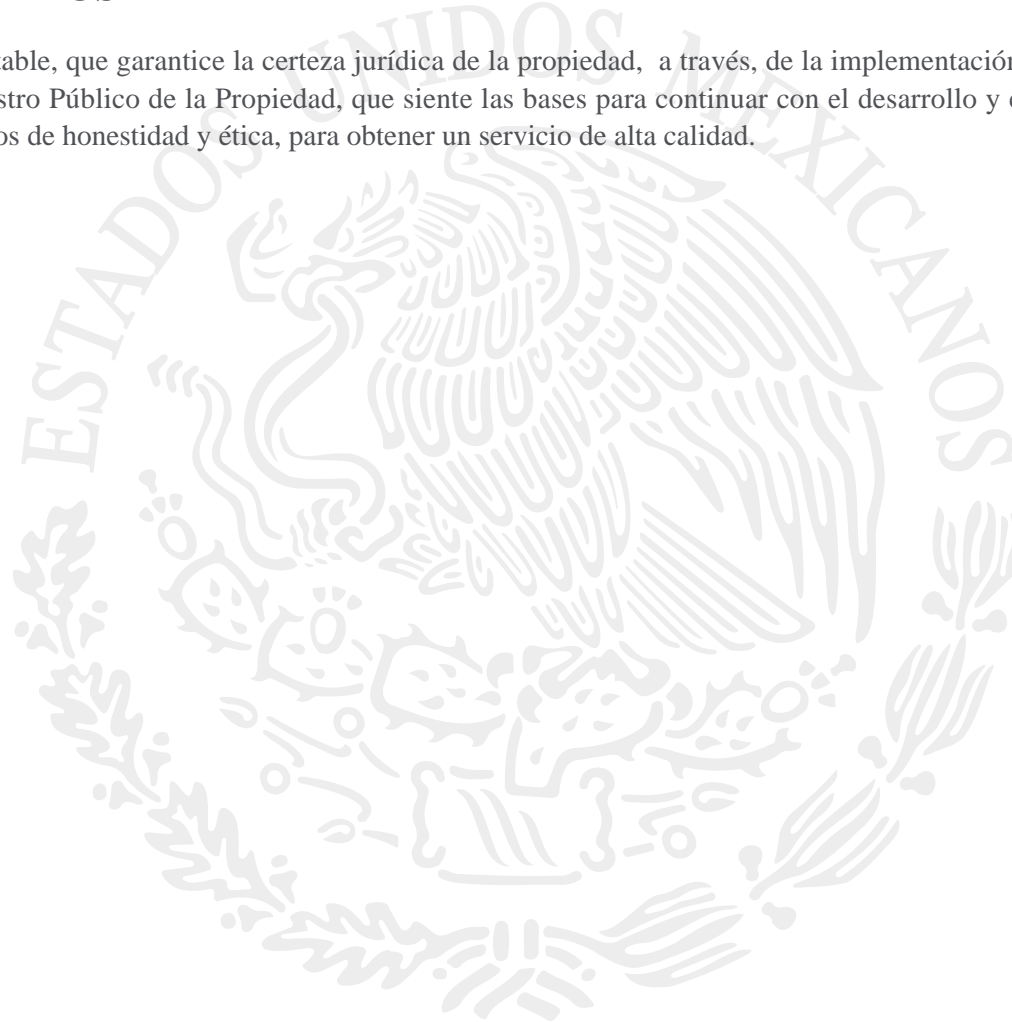 table, que garantice la certeza jurídica de la propiedad, a través, de la implementación
stro Público de la Propiedad, que siente las bases para continuar con el desarrollo y
os de honestidad y ética, para obtener un servicio de alta calidad.
ESTADOS UNIDOS MEXICANOS